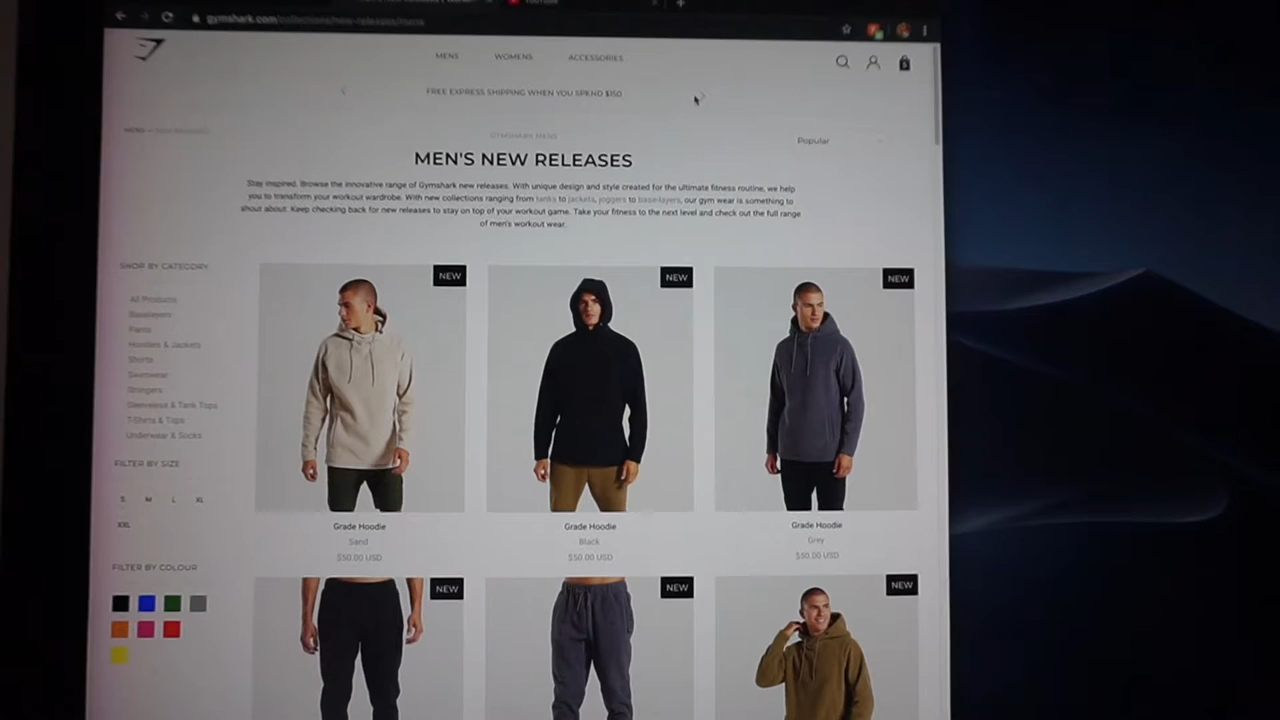 gymshark.com/collections/new-releases/mens
MENS
WOMENS
ACCESSORIES
FREE EXPRESS SHIPPING WHEN YOU SPEND $150
MENS
GYMSHARK MENS
Popular
MEN'S NEW RELEASES
Stay inspired. Browse the innovative range of Gymshark new releases. With unique design and style created for the ultimate fitness routine, we help
you to transform your workout wardrobe. With new collections ranging from tanks to jackets, joggers to base-layers, our gym wear is something to
shout about. Keep checking back for new releases to stay on top of your workout game. Take your fitness to the next level and check out the full range
of men's workout wear.
SHOP BY CATEGORY
All Products
Baselayers
Pants
Hoodies & Jackets
Shorts
Swimwear
Stringers
Sleeveless & Tank Tops
T-Shirts & Tops
Underwear & Socks
FILTER BY SIZE
S M L XL
XXL
FILTER BY COLOUR
NEW
NEW
NEW
Grade Hoodie
Sand
$50.00 USD
Grade Hoodie
Black
$50.00 USD
Grade Hoodie
Grey
$50.00 USD
NEW
NEW
NEW